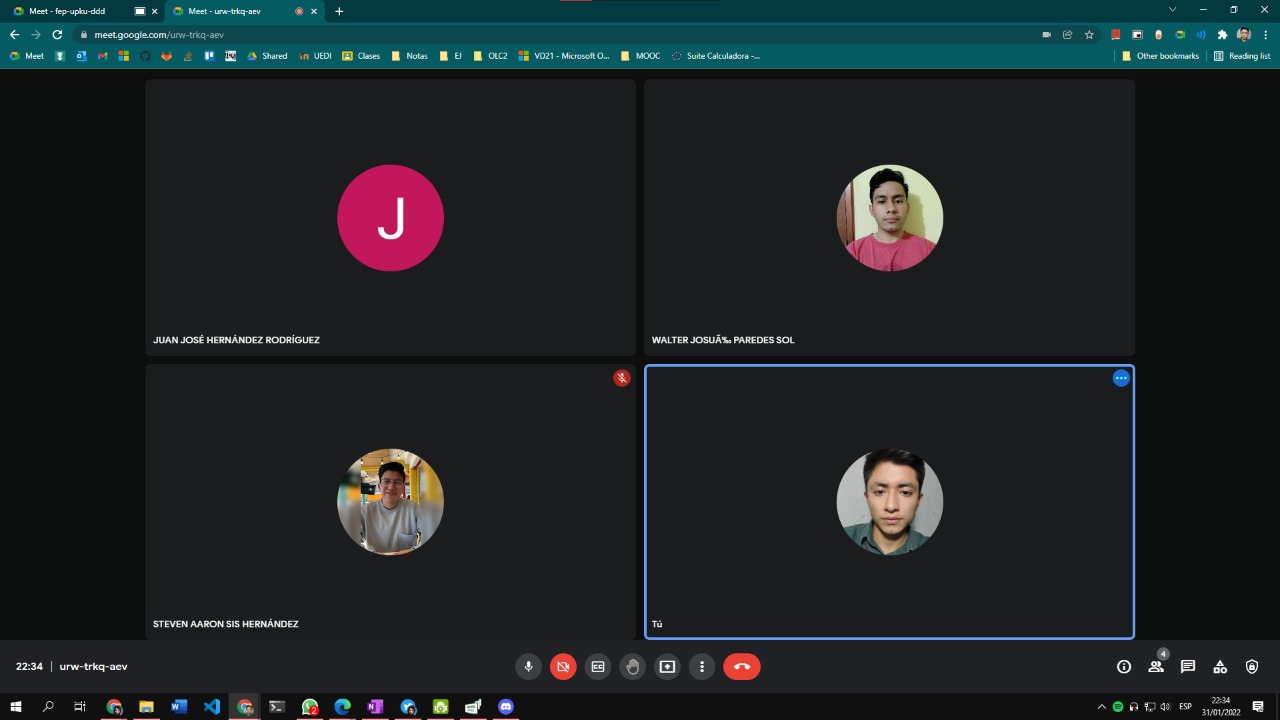 Meet - fep-upku-ddd
Meet - urw-trkq-aev
meet.google.com/urw-trkq-aev
Meet
Shared
UEDI
Clases
Notas
EJ
OLC2
VD21 - Microsoft O...
MOOC
Suite Calculadora -...
Other bookmarks
Reading list
J
JUAN JOSÉ HERNÁNDEZ RODRÍGUEZ
WALTER JOSUÃ‰ PAREDES SOL
STEVEN AARON SIS HERNÁNDEZ
Tú
22:34 | urw-trkq-aev
4
2
ESP
22:34
31/01/2022